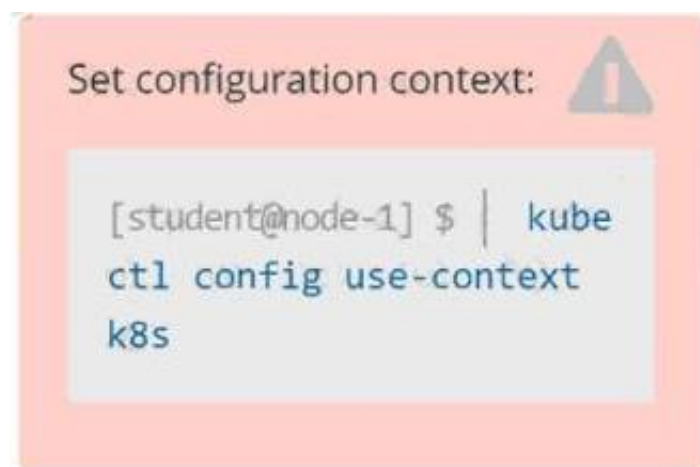 Set configuration context:
[student@node-1] $ | kube
ctl config use-context
k8s